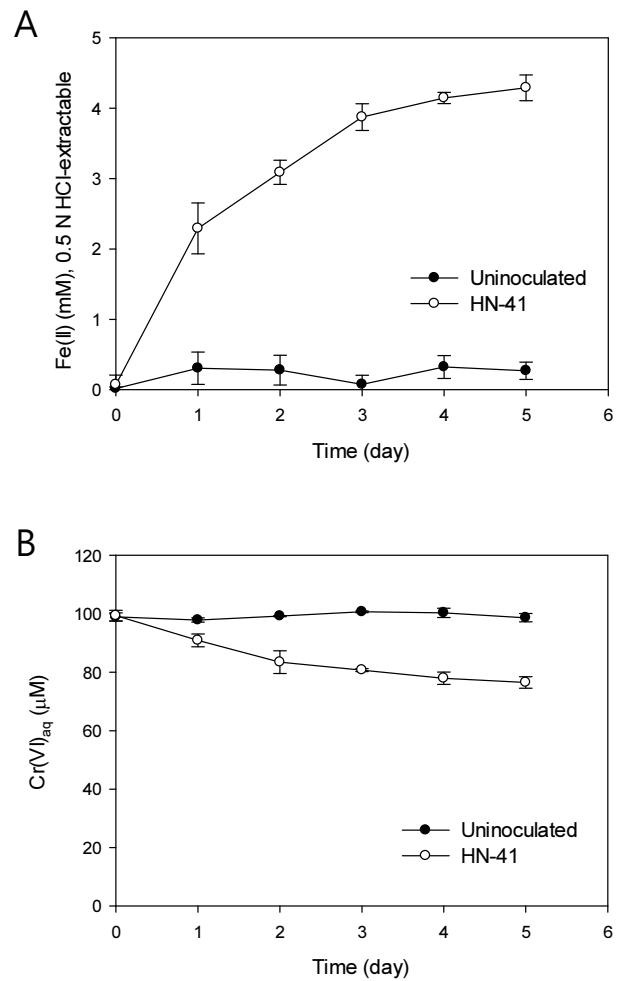 A
5
4
3
2
1
0
Fe(II) (mM), 0.5 N HCl-extractable
Uninoculated
HN-41
0 1 2 3 4 5 6
Time (day)
B
120
100
80
60
40
20
0
Cr(VI)aq (μM)
Uninoculated
HN-41
0 1 2 3 4 5 6
Time (day)